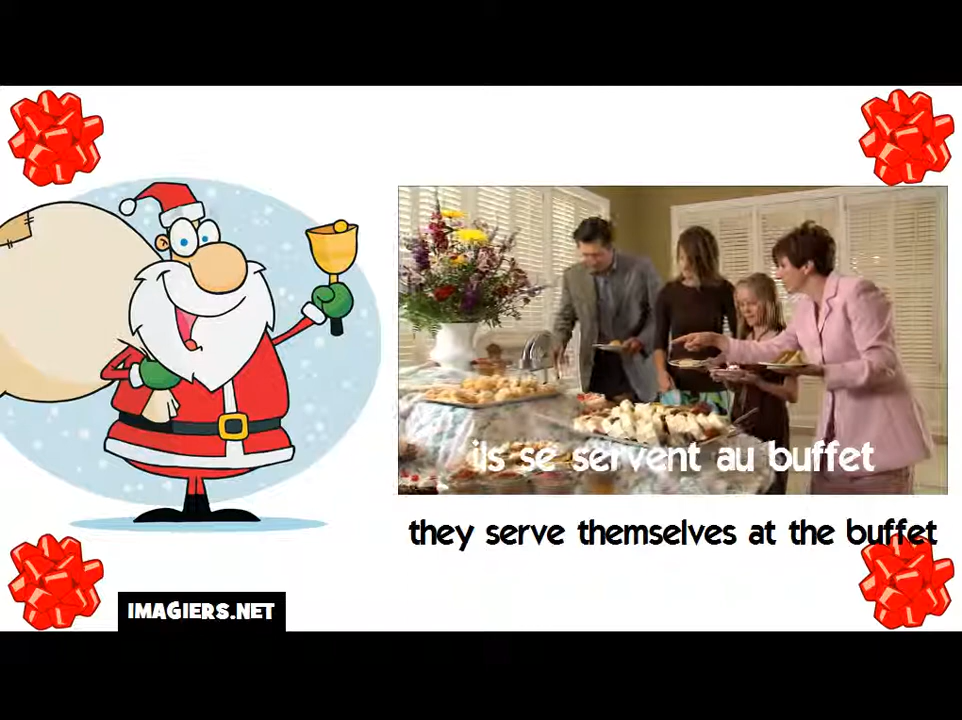 ils se servent au buffet
they serve themselves at the buffet
IMAGIERS.NET